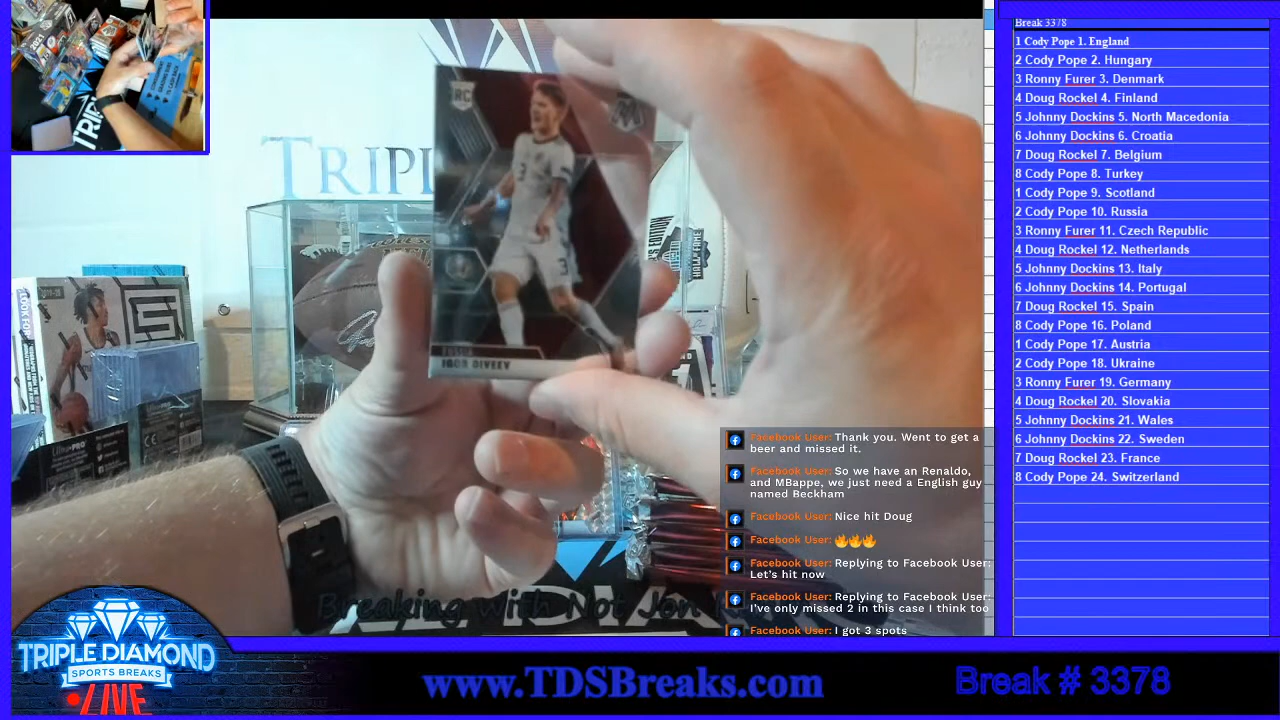 Break 3378
1 Cody Pope 1. England
2 Cody Pope 2. Hungary
3 Ronny Furer 3. Denmark
4 Doug Rockel 4. Finland
5 Johnny Dockins 5. North Macedonia
6 Johnny Dockins 6. Croatia
7 Doug Rockel 7. Belgium
8 Cody Pope 8. Turkey
1 Cody Pope 9. Scotland
2 Cody Pope 10. Russia
3 Ronny Furer 11. Czech Republic
4 Doug Rockel 12. Netherlands
5 Johnny Dockins 13. Italy
6 Johnny Dockins 14. Portugal
7 Doug Rockel 15. Spain
8 Cody Pope 16. Poland
1 Cody Pope 17. Austria
2 Cody Pope 18. Ukraine
3 Ronny Furer 19. Germany
4 Doug Rockel 20. Slovakia
5 Johnny Dockins 21. Wales
6 Johnny Dockins 22. Sweden
7 Doug Rockel 23. France
8 Cody Pope 24. Switzerland
2021
TRIPL
RC
IGOR DIVEEV
HALL FAME
Facebook User: Thank you. Went to get a
beer and missed it.
Facebook User: So we have an Renaldo,
and MBappe, we just need a English guy
named Beckham
Facebook User: Nice hit Doug
Facebook User: 🔥🔥🔥
Facebook User: Replying to Facebook User:
Let's hit now
Facebook User: Replying to Facebook User:
I've only missed 2 in this case I think too
Facebook User: I got 3 spots
Breaking with Not Jon
TRIPLE DIAMOND
SPORTS BREAKS
LIVE
www.TDSBreaks.com
Break # 3378